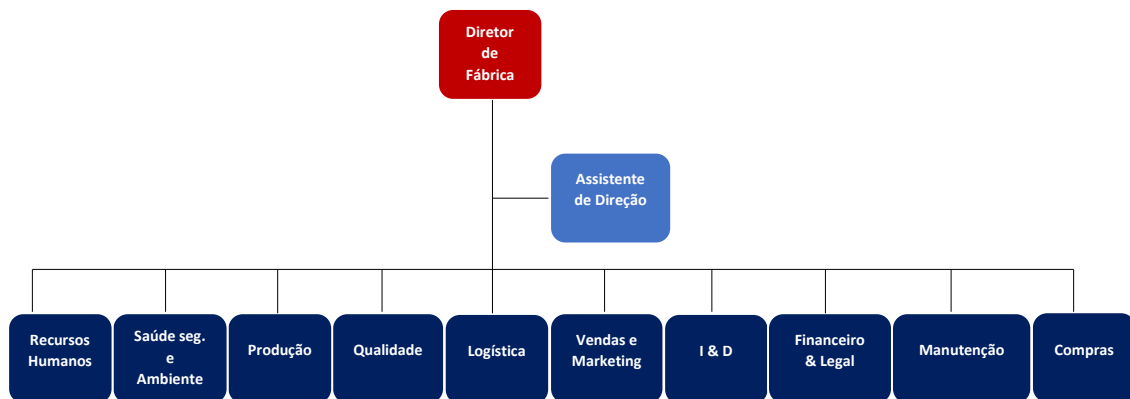 Diretor
de
Fábrica
Assistente
de Direção
Recursos
Humanos
Saúde seg.
e
Ambiente
Produção
Qualidade
Logística
Vendas e
Marketing
I & D
Financeiro
& Legal
Manutenção
Compras